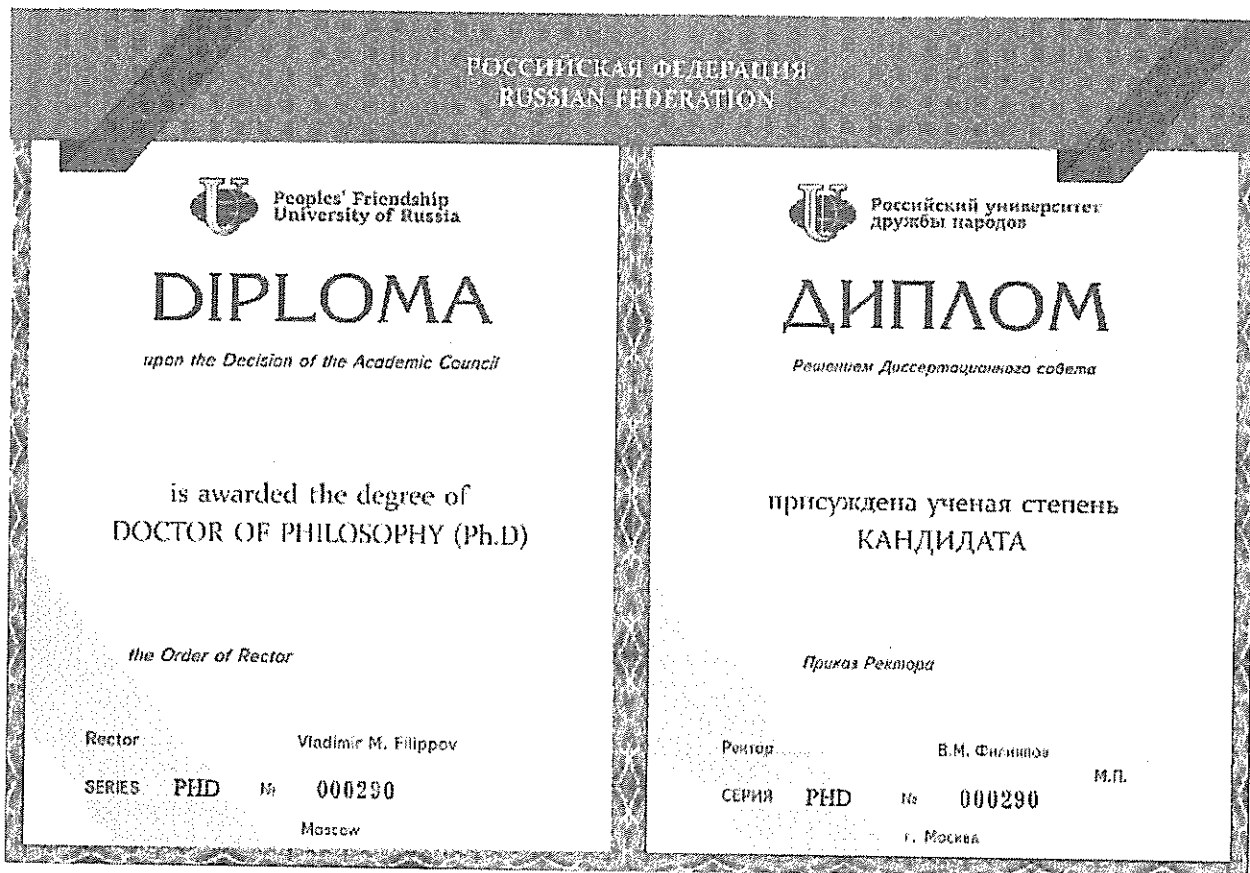 РОССИЙСКАЯ ФЕДЕРАЦИЯ
RUSSIAN FEDERATION
Peoples' Friendship
University of Russia
DIPLOMA
upon the Decision of the Academic Council
is awarded the degree of
DOCTOR OF PHILOSOPHY (Ph.D)
the Order of Rector
Rector Vladimir M. Filippov
SERIES PHD № 000290
Moscow
Российский университет
дружбы народов
ДИПЛОМ
Решением Диссертационного совета
присуждена ученая степень
КАНДИДАТА
Приказ Ректора
Ректор В.М. Филиппов
М.П.
СЕРИЯ PHD № 000290
г. Москва